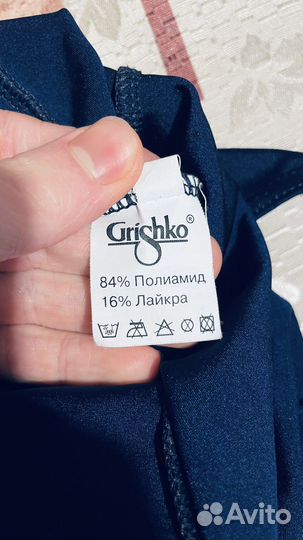 Grishko®
84% Полиамид
16% Лайкра
Avito